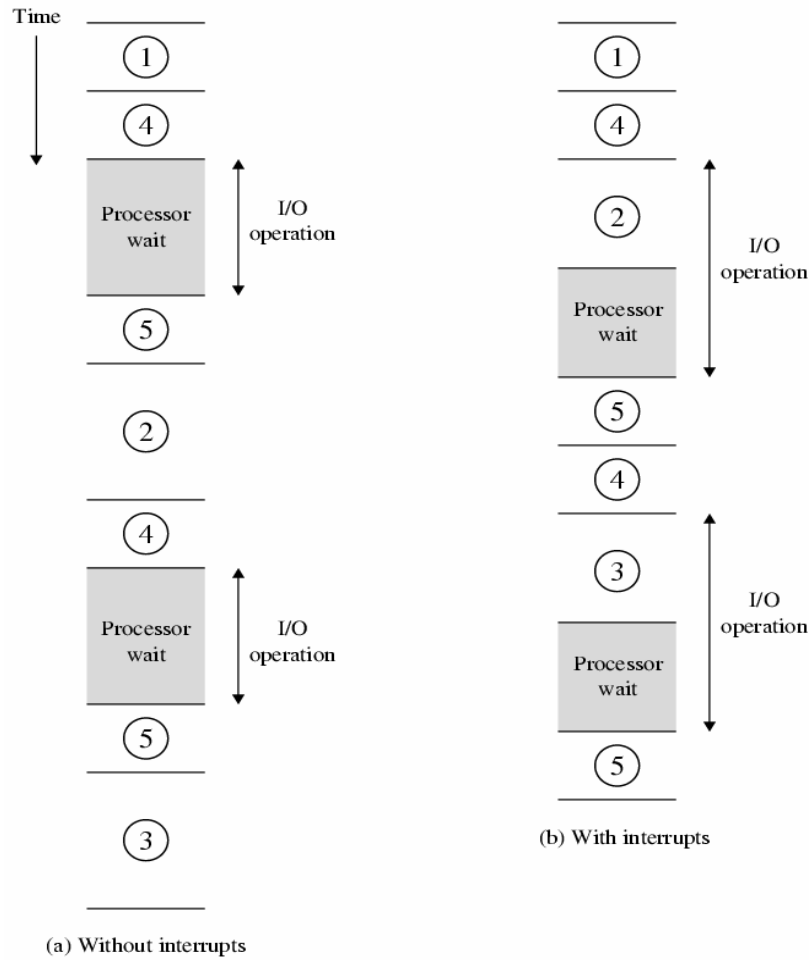 Time
1
4
Processor
wait
I/O
operation
5
2
4
Processor
wait
I/O
operation
5
3
(a) Without interrupts
1
4
2
I/O
operation
Processor
wait
5
4
3
I/O
operation
Processor
wait
5
(b) With interrupts